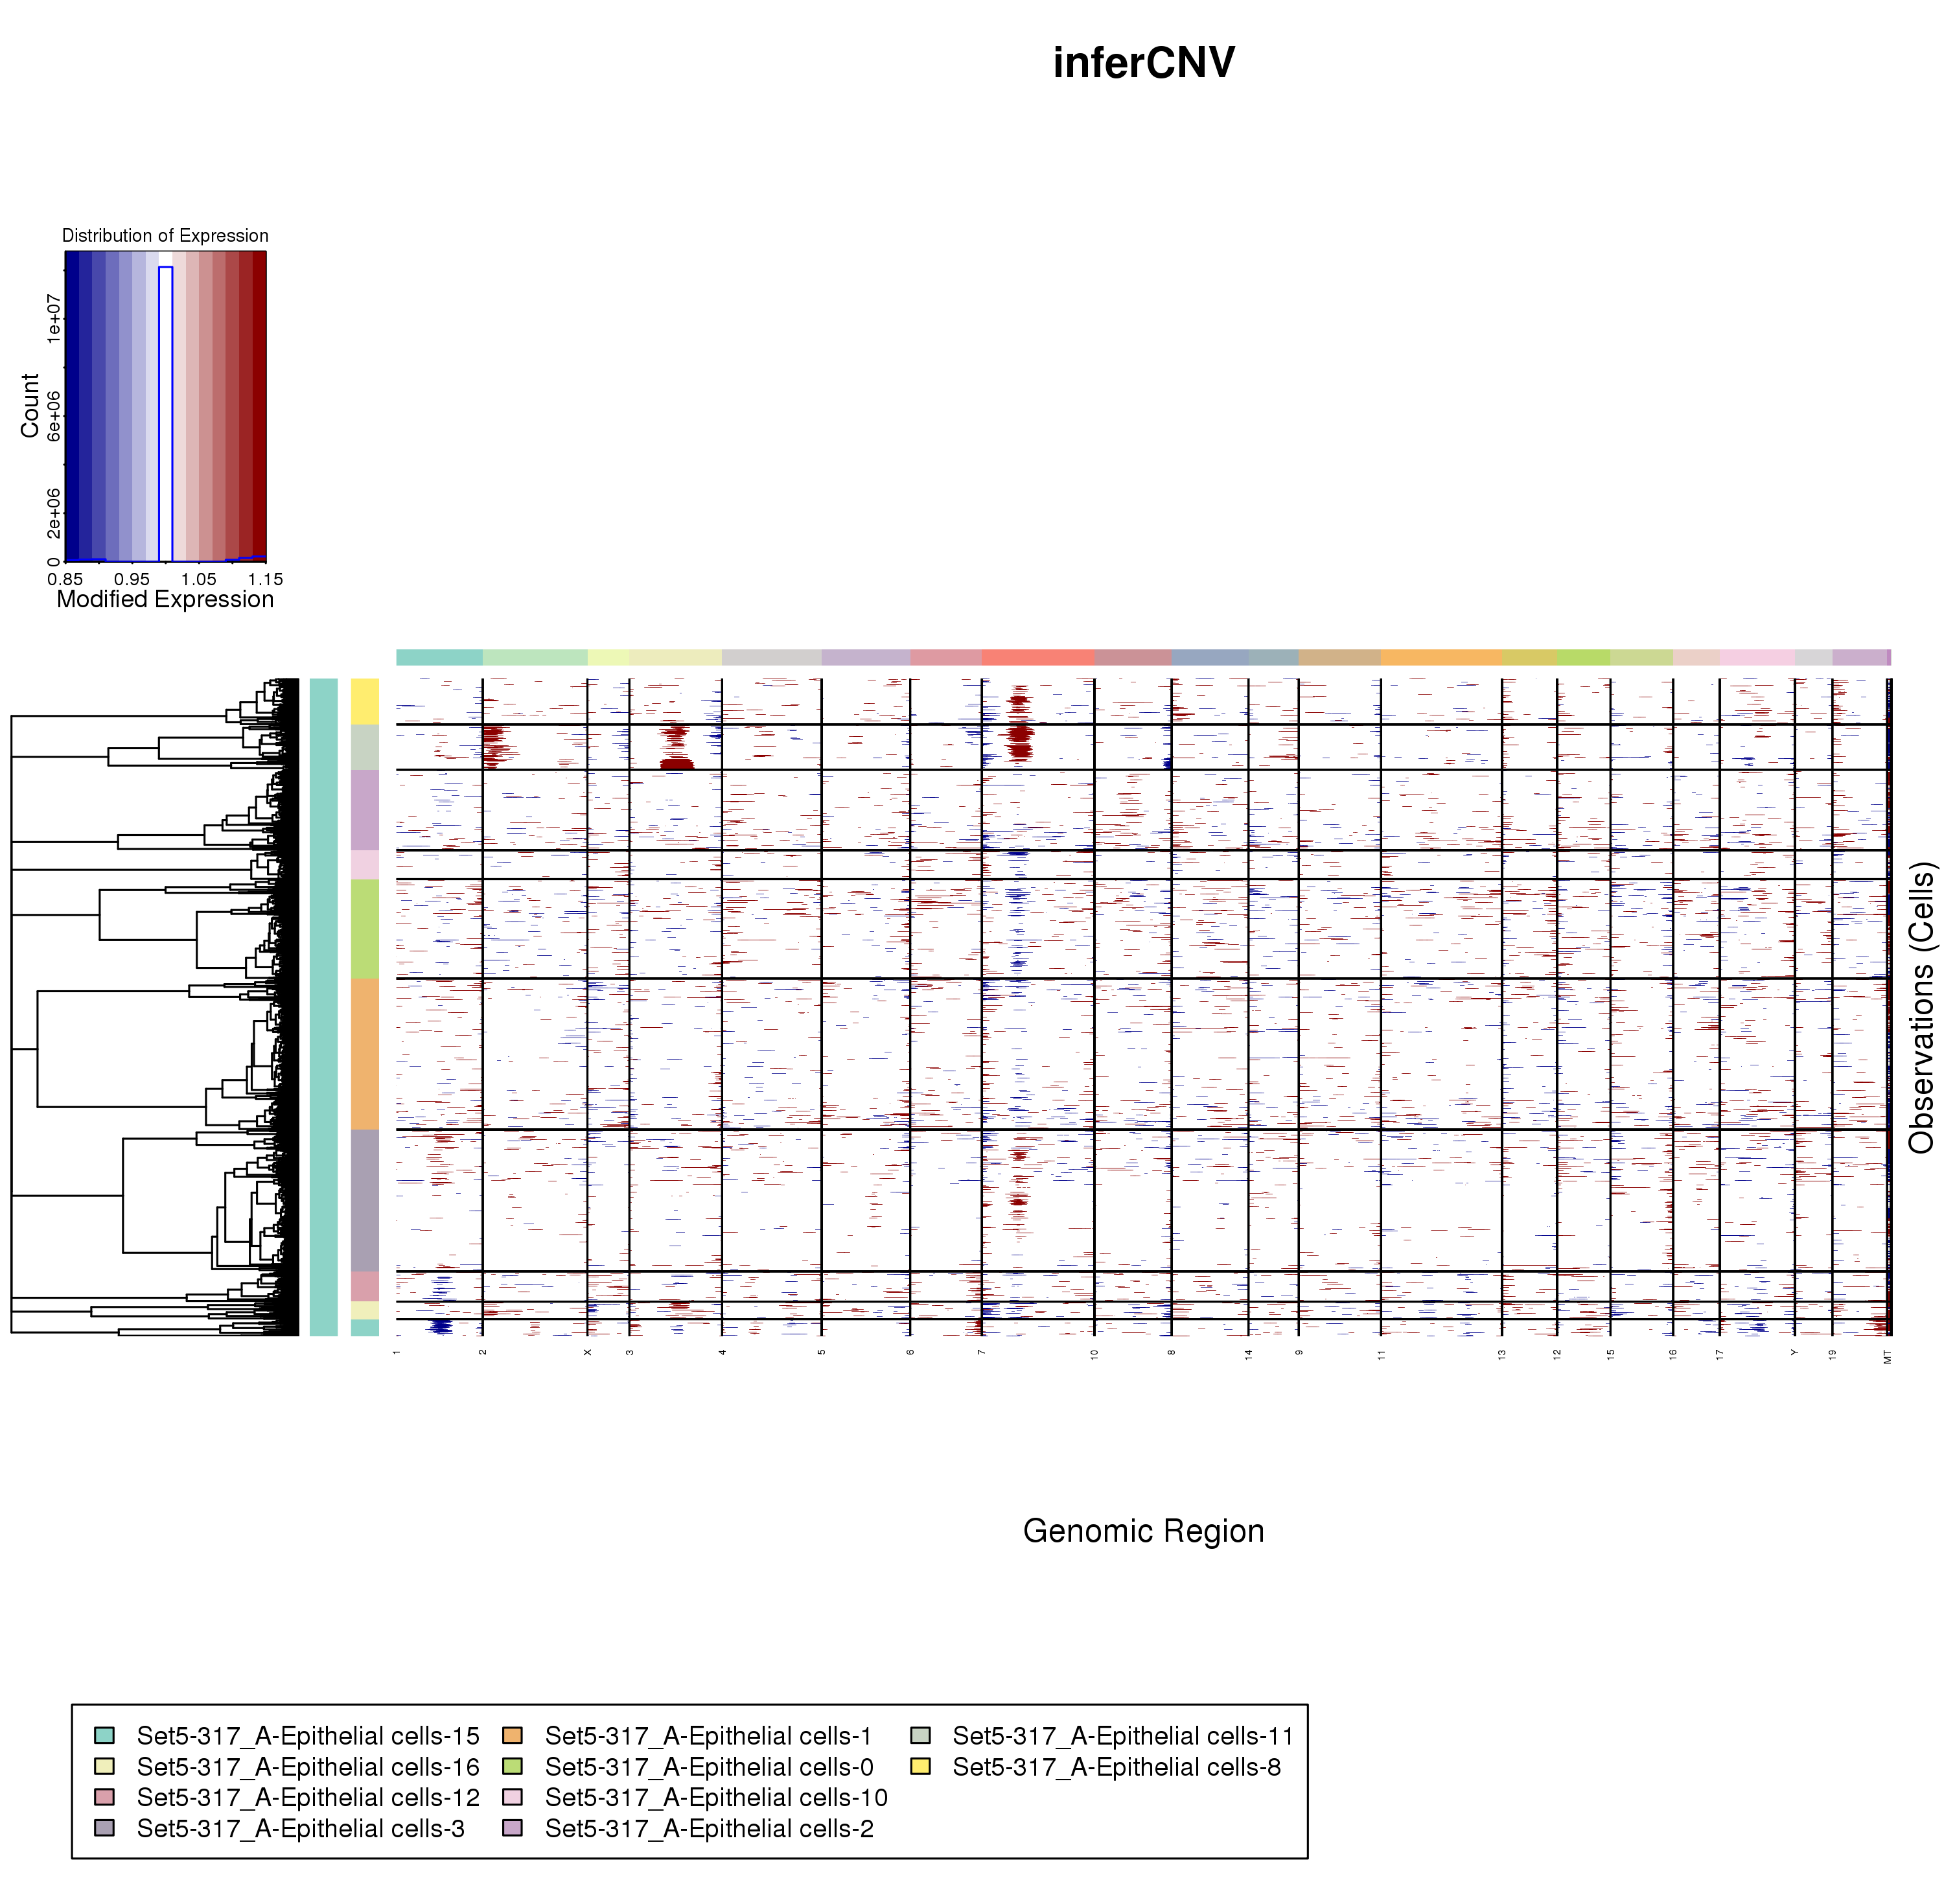 inferCNV
Distribution of Expression
Count
0 2e+06 6e+06 1e+07
0.85 0.95 1.05 1.15
Modified Expression
Observations (Cells)
1 2 X 3 4 5 6 7 10 8 14 9 11 13 12 15 16 17 Y 19 MT
Genomic Region
Set5-317_A-Epithelial cells-15 Set5-317_A-Epithelial cells-1 Set5-317_A-Epithelial cells-11
Set5-317_A-Epithelial cells-16 Set5-317_A-Epithelial cells-0 Set5-317_A-Epithelial cells-8
Set5-317_A-Epithelial cells-12 Set5-317_A-Epithelial cells-10
Set5-317_A-Epithelial cells-3 Set5-317_A-Epithelial cells-2